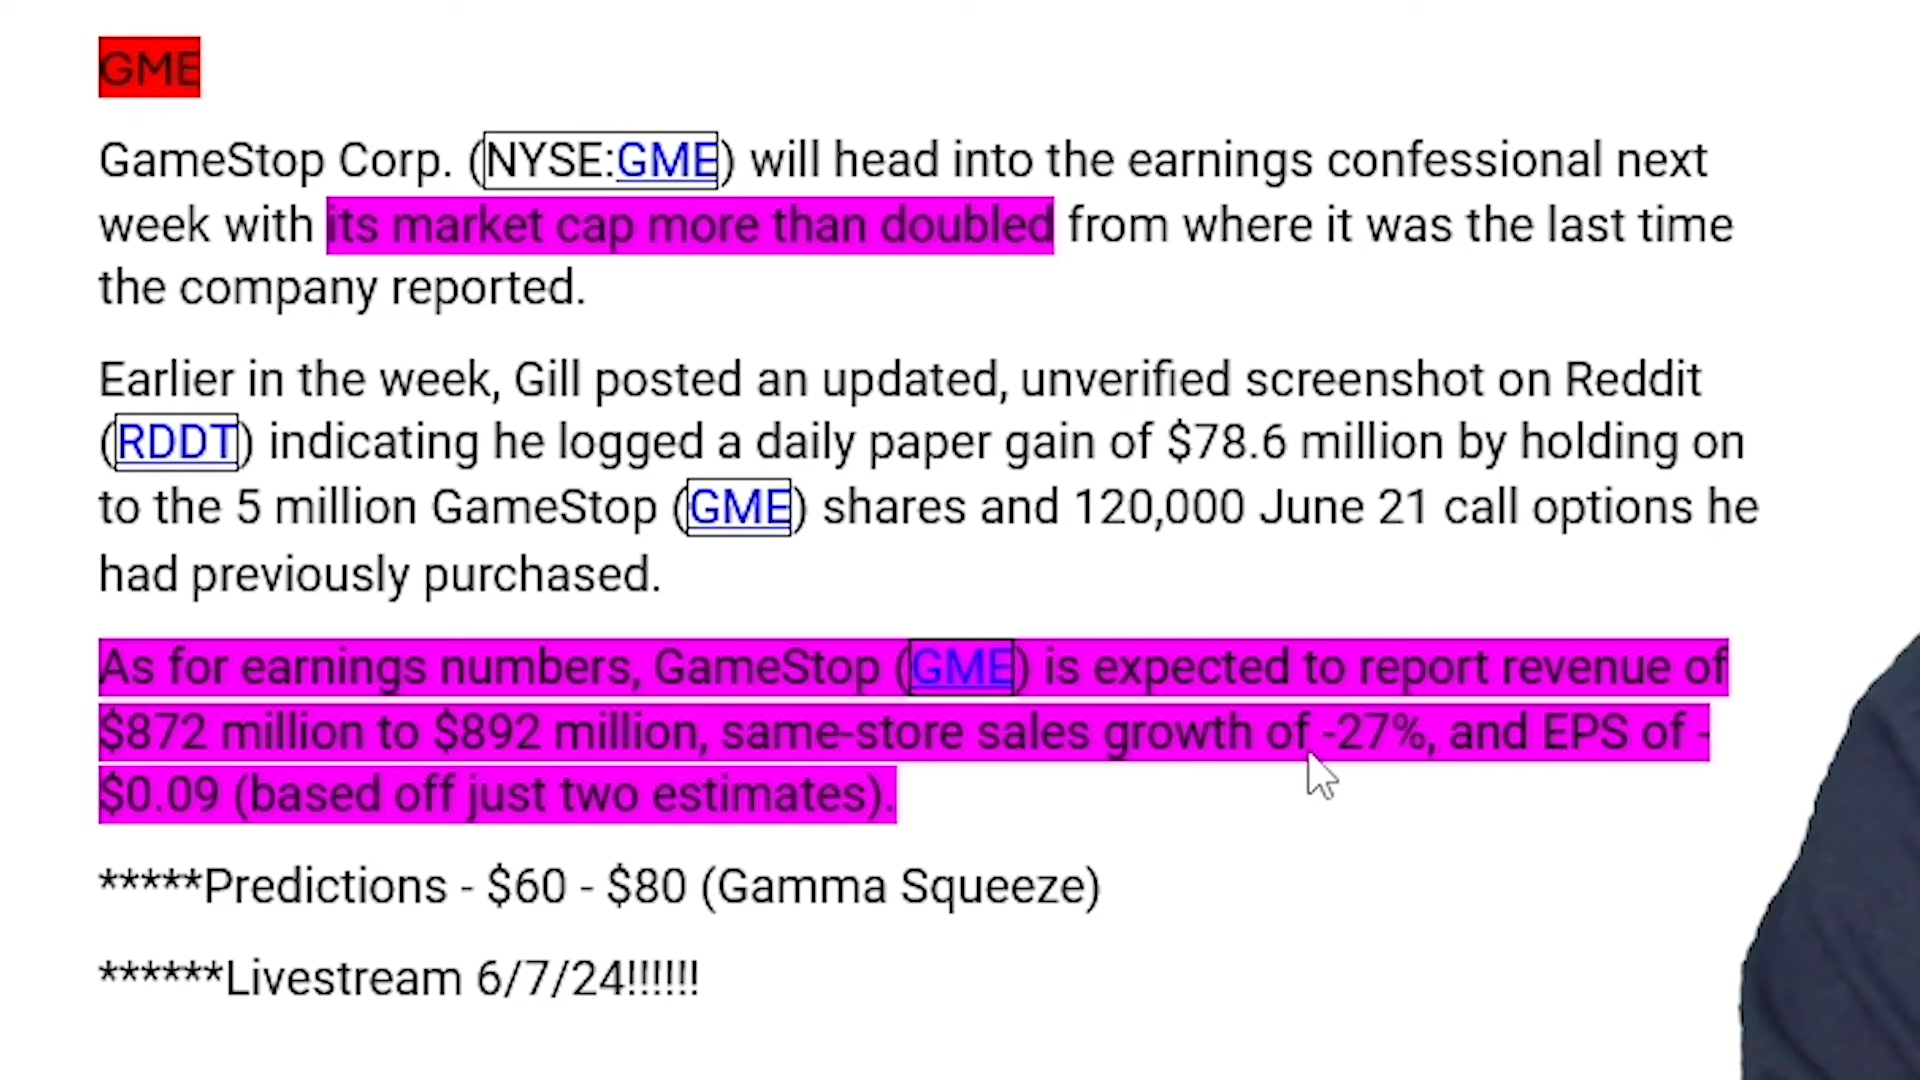 GME
GameStop Corp. (NYSE:GME) will head into the earnings confessional next
week with its market cap more than doubled from where it was the last time
the company reported.
Earlier in the week, Gill posted an updated, unverified screenshot on Reddit
(RDDT) indicating he logged a daily paper gain of $78.6 million by holding on
to the 5 million GameStop (GME) shares and 120,000 June 21 call options he
had previously purchased.
As for earnings numbers, GameStop (GME) is expected to report revenue of
$872 million to $892 million, same-store sales growth of -27%, and EPS of -
$0.09 (based off just two estimates).
*****Predictions - $60 - $80 (Gamma Squeeze)
******Livestream 6/7/24!!!!!!